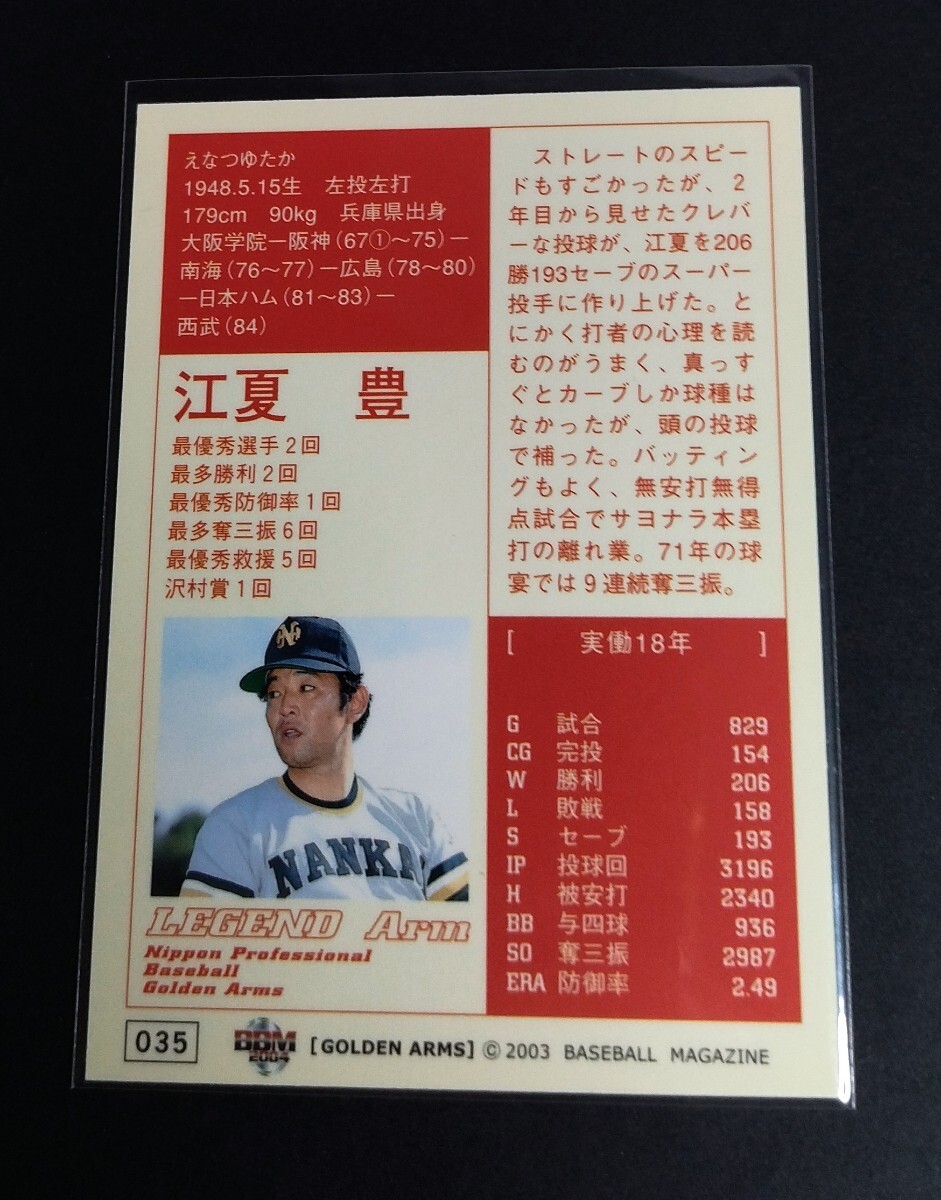 えなつゆたか
1948.5.15生　左投左打
179cm　90kg　兵庫県出身
大阪学院ー阪神(67①〜75)ー
南海(76〜77)ー広島(78〜80)
ー日本ハム(81〜83)ー
西武(84)
江夏　豊
最優秀選手2回
最多勝利2回
最優秀防御率1回
最多奪三振6回
最優秀救援5回
沢村賞1回
NANKA
LEGEND Arm
Nippon Professional
Baseball
Golden Arms
ストレートのスピー
ドもすごかったが、2
年目から見せたクレバ
ーな投球が、江夏を206
勝193セーブのスーパー
投手に作り上げた。と
にかく打者の心理を読
むのがうまく、真っす
ぐとカーブしか球種は
なかったが、頭の投球
で補った。バッティン
グもよく、無安打無得
点試合でサヨナラ本塁
打の離れ業。71年の球
宴では9連続奪三振。
[　実働18年　]
G 試合 829
CG 完投 154
W 勝利 206
L 敗戦 158
S セーブ 193
IP 投球回 3196
H 被安打 2340
BB 与四球 936
SO 奪三振 2987
ERA 防御率 2.49
035 BBM 2004 [GOLDEN ARMS] © 2003 BASEBALL MAGAZINE